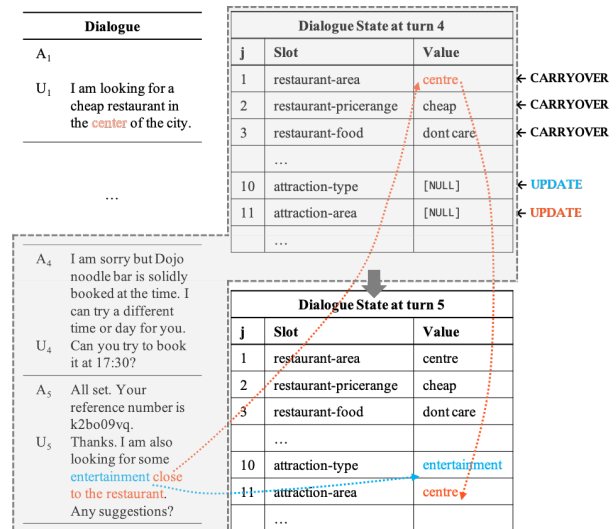 Dialogue
A1
U1 I am looking for a
cheap restaurant in
the center of the city.
…
A4 I am sorry but Dojo
noodle bar is solidly
booked at the time. I
can try a different
time or day for you.
U4 Can you try to book
it at 17:30?
A5 All set. Your
reference number is
k2bo09vq.
U5 Thanks. I am also
looking for some
entertainment close
to the restaurant.
Any suggestions?
Dialogue State at turn 4
j Slot Value
1 restaurant-area centre ← CARRYOVER
2 restaurant-pricerange cheap ← CARRYOVER
3 restaurant-food dont care ← CARRYOVER
…
10 attraction-type [NULL] ← UPDATE
11 attraction-area [NULL] ← UPDATE
…
Dialogue State at turn 5
j Slot Value
1 restaurant-area centre
2 restaurant-pricerange cheap
3 restaurant-food dont care
…
10 attraction-type entertainment
11 attraction-area centre
…